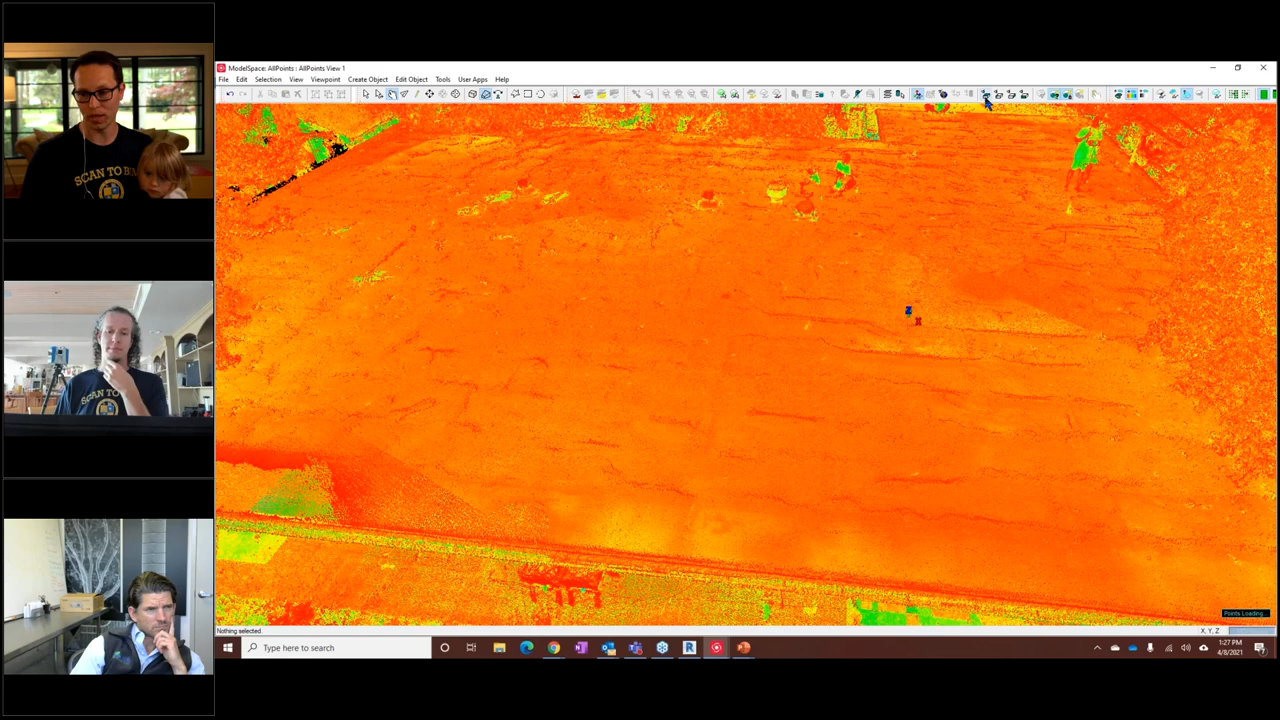 SCAN TO B
SCAN TO
ModelSpace: AllPoints : AllPoints View 1
File Edit Selection View Viewpoint Create Object Edit Object Tools User Apps Help
Points Loading...
Nothing selected.
X, Y, Z
Type here to search
1:27 PM
4/8/2021